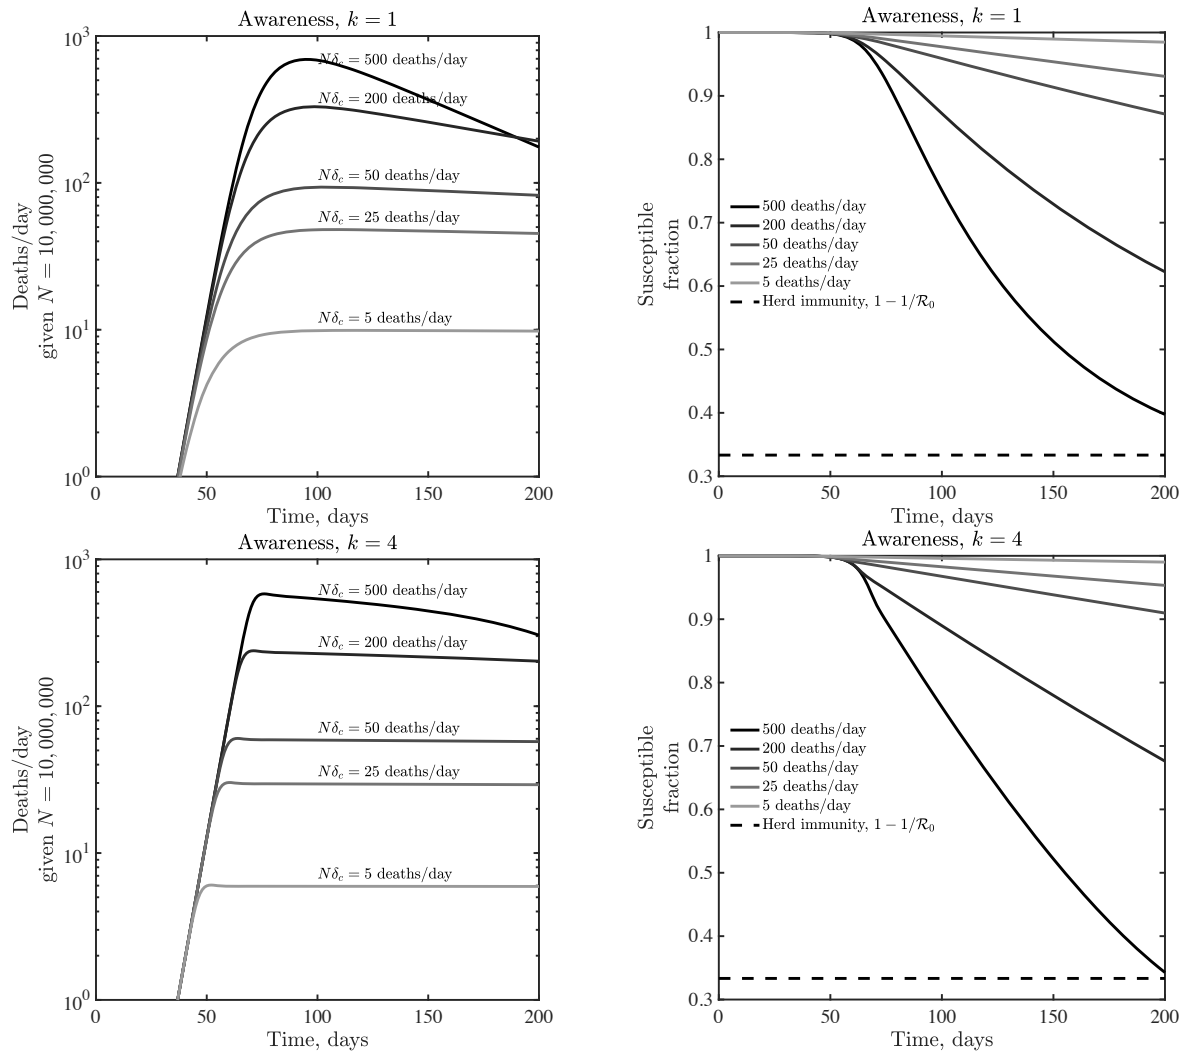 Awareness, k = 1
10^3
10^2
10^1
10^0
Deaths/day
given N = 10,000,000
Nδ_c = 500 deaths/day
Nδ_c = 200 deaths/day
Nδ_c = 50 deaths/day
Nδ_c = 25 deaths/day
Nδ_c = 5 deaths/day
0 50 100 150 200
Time, days
Awareness, k = 1
1
0.9
0.8
0.7
0.6
0.5
0.4
0.3
Susceptible
fraction
500 deaths/day
200 deaths/day
50 deaths/day
25 deaths/day
5 deaths/day
Herd immunity, 1 − 1/R_0
0 50 100 150 200
Time, days
Awareness, k = 4
10^3
10^2
10^1
10^0
Deaths/day
given N = 10,000,000
Nδ_c = 500 deaths/day
Nδ_c = 200 deaths/day
Nδ_c = 50 deaths/day
Nδ_c = 25 deaths/day
Nδ_c = 5 deaths/day
0 50 100 150 200
Time, days
Awareness, k = 4
1
0.9
0.8
0.7
0.6
0.5
0.4
0.3
Susceptible
fraction
500 deaths/day
200 deaths/day
50 deaths/day
25 deaths/day
5 deaths/day
Herd immunity, 1 − 1/R_0
0 50 100 150 200
Time, days